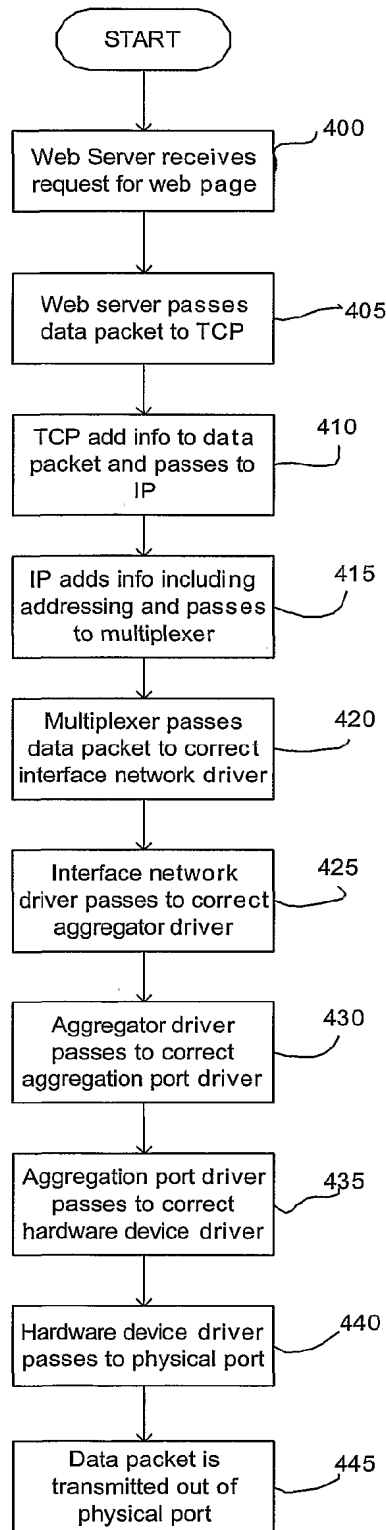 START
400
Web Server receives
request for web page
Web server passes
data packet to TCP
405
TCP add info to data
packet and passes to
IP
410
IP adds info including
addressing and passes
to multiplexer
415
Multiplexer passes
data packet to correct
interface network driver
420
Interface network
driver passes to correct
aggregator driver
425
Aggregator driver
passes to correct
aggregation port driver
430
Aggregation port driver
passes to correct
hardware device driver
435
Hardware device driver
passes to physical port
440
Data packet is
transmitted out of
physical port
445